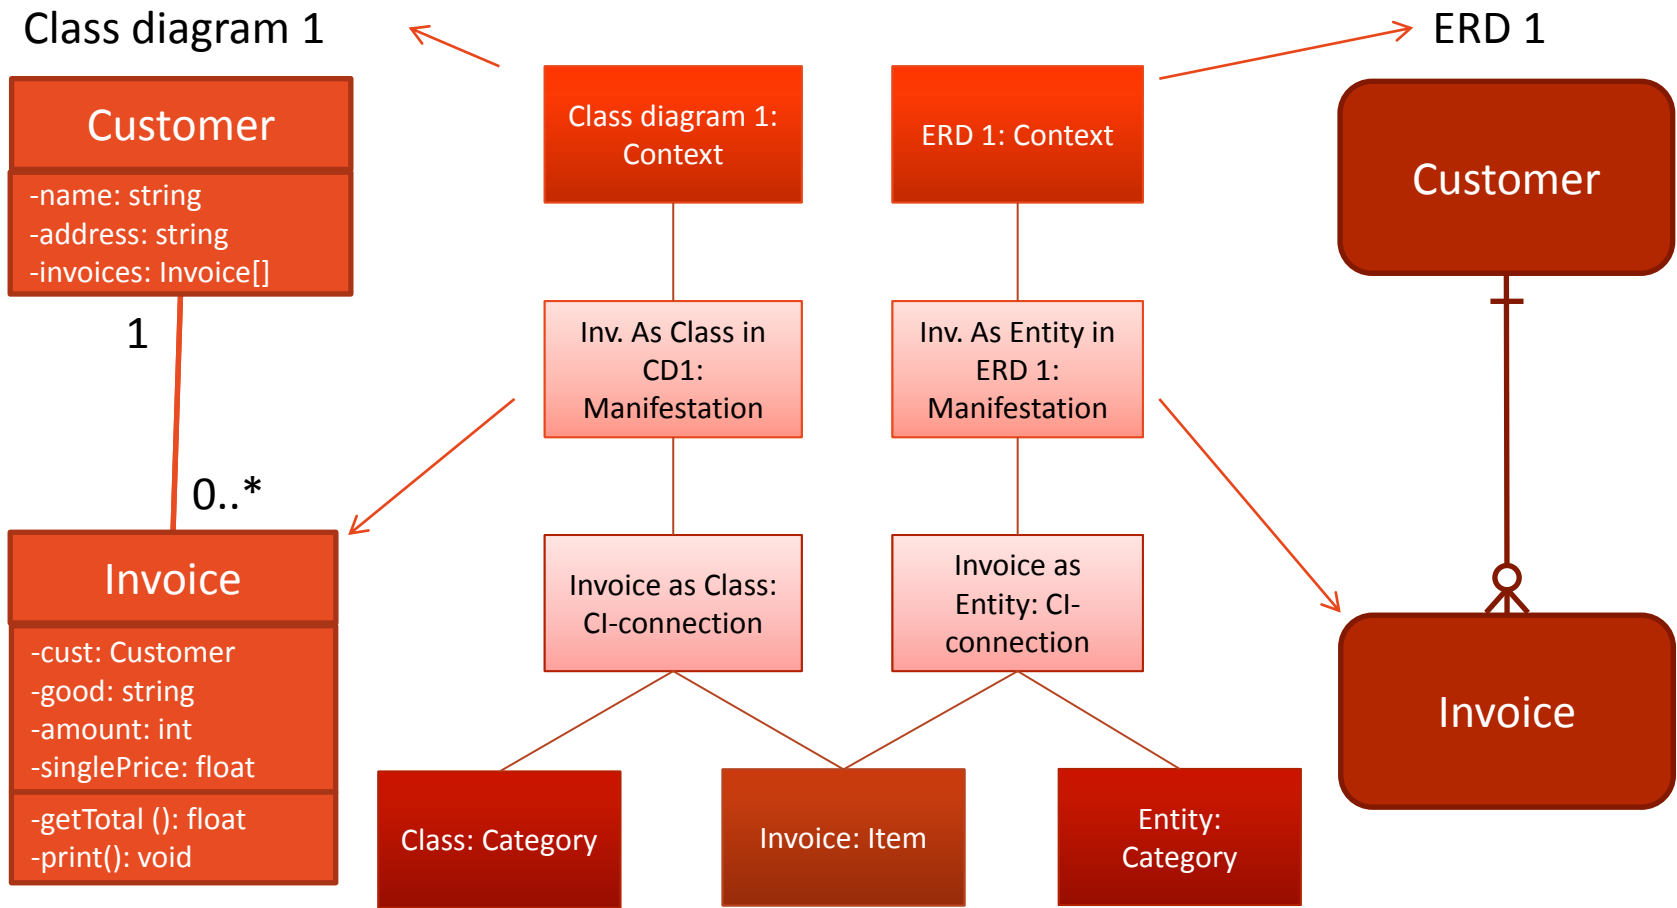 Class diagram 1
ERD 1
Customer
-name: string
-address: string
-invoices: Invoice[]
1
0..*
Invoice
-cust: Customer
-good: string
-amount: int
-singlePrice: float
-getTotal (): float
-print(): void
Class diagram 1:
Context
ERD 1: Context
Inv. As Class in
CD1:
Manifestation
Inv. As Entity in
ERD 1:
Manifestation
Invoice as Class:
CI-connection
Invoice as
Entity: CI-
connection
Class: Category
Invoice: Item
Entity:
Category
Customer
Invoice